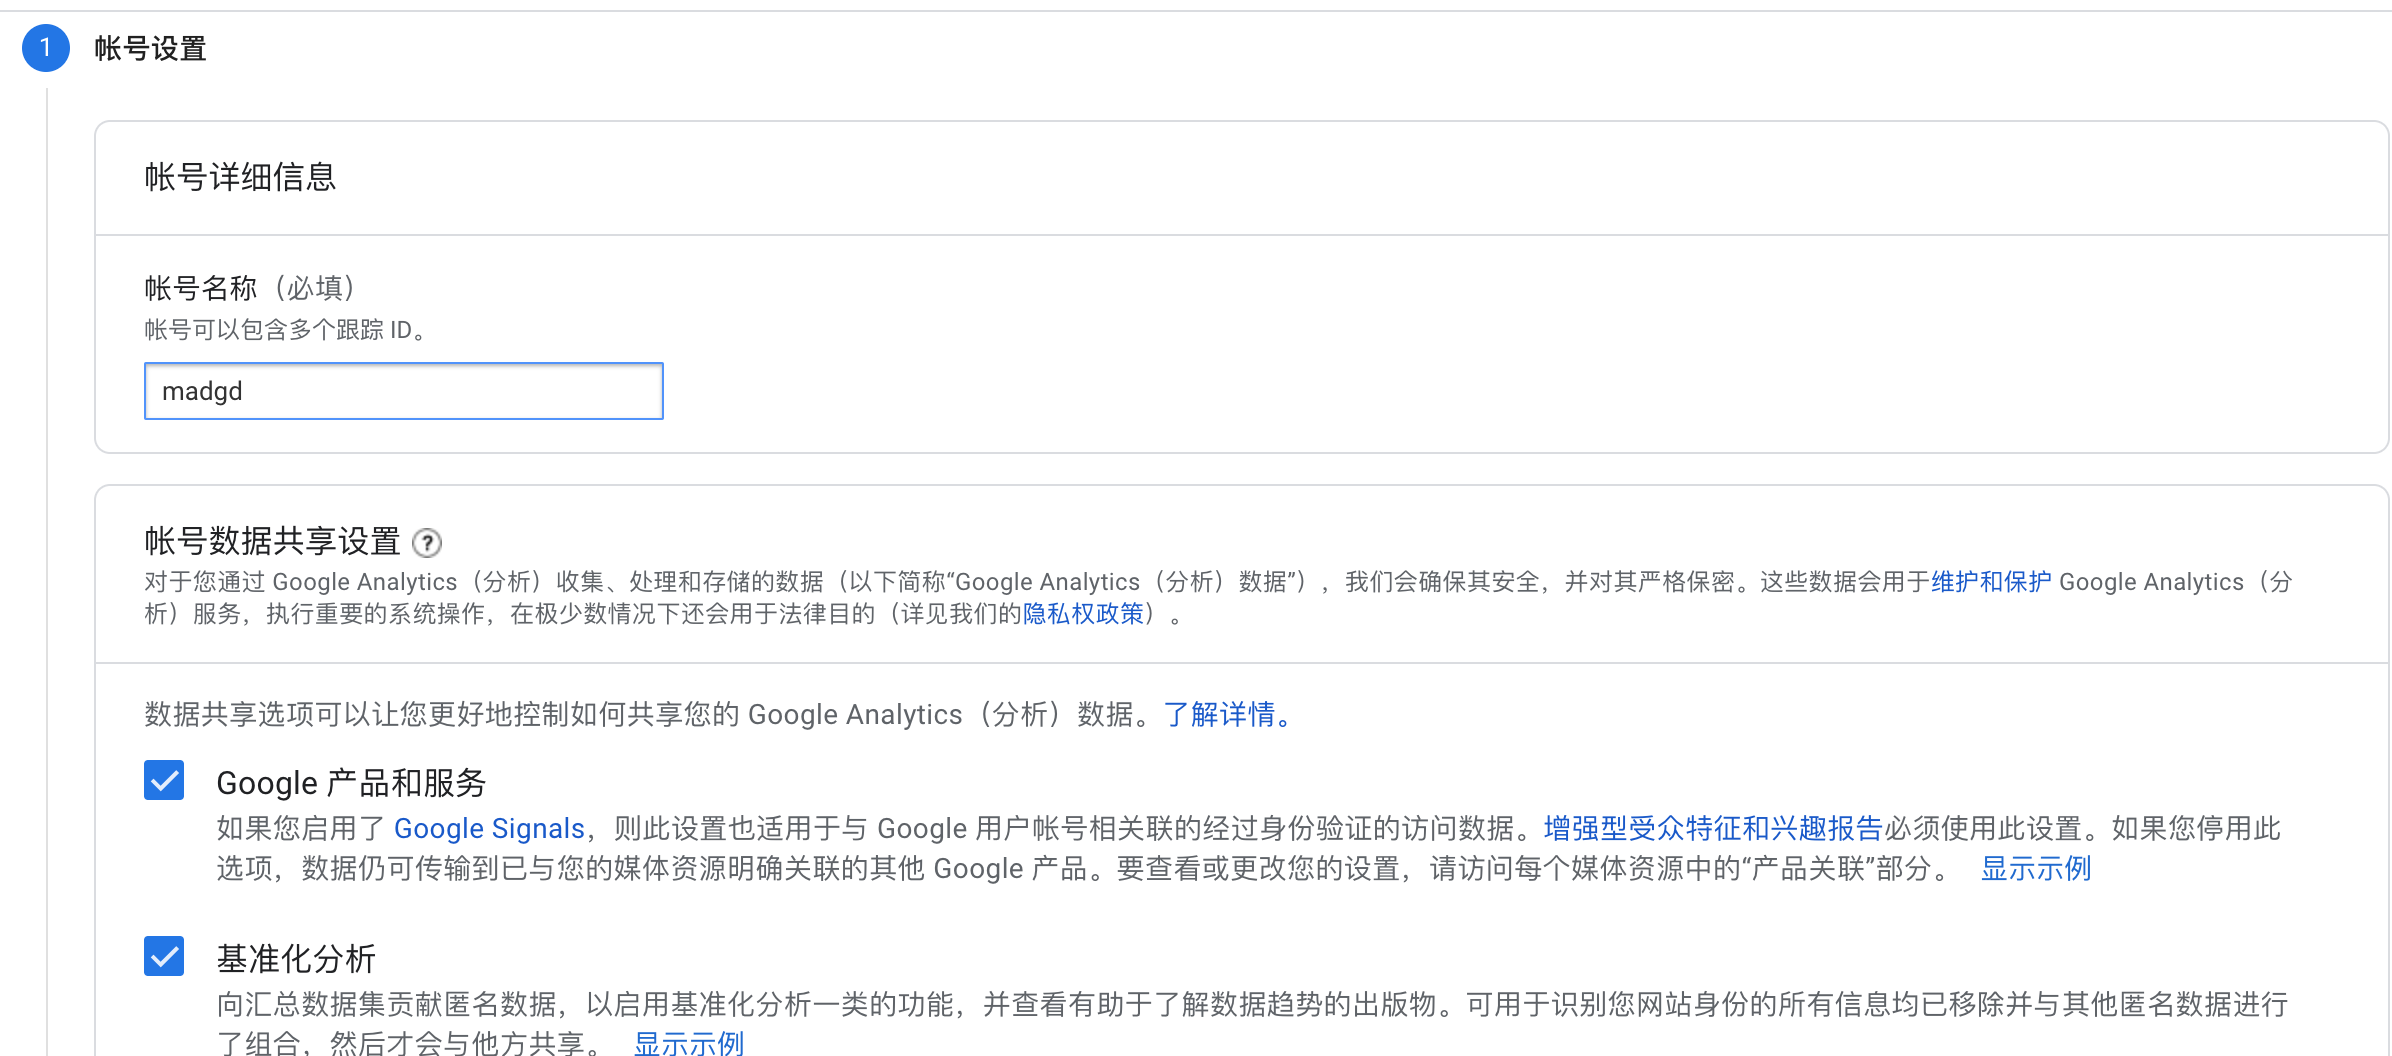 1 帐号设置
帐号详细信息
帐号名称（必填）
帐号可以包含多个跟踪 ID。
madgd
帐号数据共享设置 ?
对于您通过 Google Analytics（分析）收集、处理和存储的数据（以下简称“Google Analytics（分析）数据”），我们会确保其安全，并对其严格保密。这些数据会用于维护和保护 Google Analytics（分
析）服务，执行重要的系统操作，在极少数情况下还会用于法律目的（详见我们的隐私权政策）。
数据共享选项可以让您更好地控制如何共享您的 Google Analytics（分析）数据。了解详情。
Google 产品和服务
如果您启用了 Google Signals，则此设置也适用于与 Google 用户帐号相关联的经过身份验证的访问数据。增强型受众特征和兴趣报告必须使用此设置。如果您停用此
选项，数据仍可传输到已与您的媒体资源明确关联的其他 Google 产品。要查看或更改您的设置，请访问每个媒体资源中的“产品关联”部分。 显示示例
基准化分析
向汇总数据集贡献匿名数据，以启用基准化分析一类的功能，并查看有助于了解数据趋势的出版物。可用于识别您网站身份的所有信息均已移除并与其他匿名数据进行
了组合，然后才会与他方共享。 显示示例